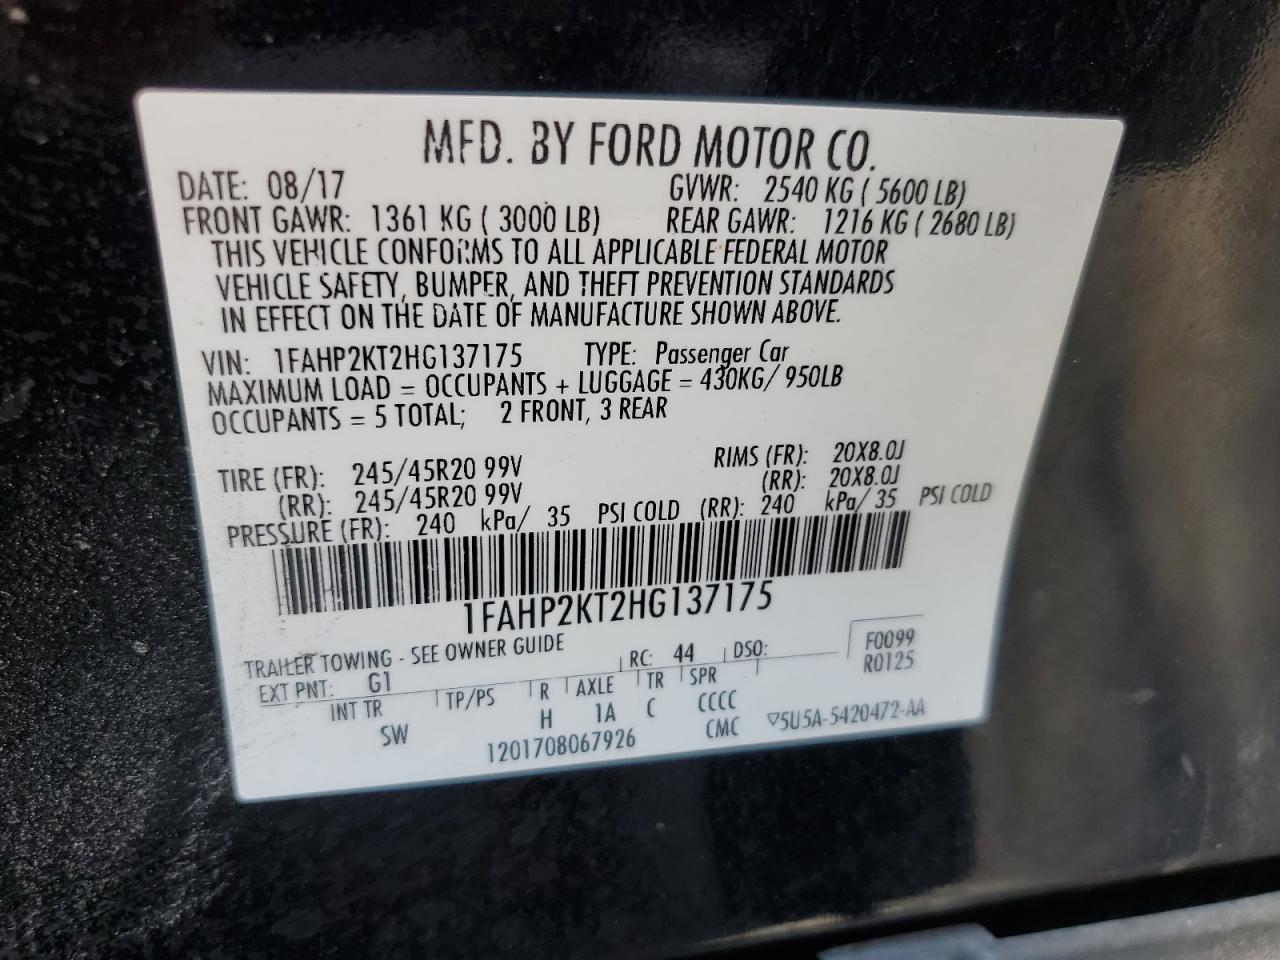 MFD. BY FORD MOTOR CO.
DATE: 08/17 GVWR: 2540 KG ( 5600 LB)
FRONT GAWR: 1361 KG ( 3000 LB) REAR GAWR: 1216 KG ( 2680 LB)
THIS VEHICLE CONFORMS TO ALL APPLICABLE FEDERAL MOTOR
VEHICLE SAFETY, BUMPER, AND THEFT PREVENTION STANDARDS
IN EFFECT ON THE DATE OF MANUFACTURE SHOWN ABOVE.
VIN: 1FAHP2KT2HG137175 TYPE: Passenger Car
MAXIMUM LOAD = OCCUPANTS + LUGGAGE = 430KG/ 950LB
OCCUPANTS = 5 TOTAL; 2 FRONT, 3 REAR
TIRE (FR): 245/45R20 99V RIMS (FR): 20X8.0J
(RR): 245/45R20 99V (RR): 20X8.0J
PRESSURE (FR): 240 kPa/ 35 PSI COLD (RR): 240 kPa/ 35 PSI COLD
1FAHP2KT2HG137175
TRAILER TOWING - SEE OWNER GUIDE
EXT PNT: G1 RC: 44 DSO: F0099
R0125
INT TR TP/PS R AXLE TR SPR
SW H 1A C CCCC
1201708067926 CMC ▽5U5A-5420472-AA